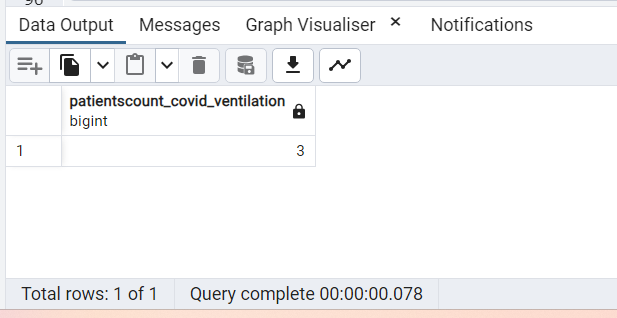 Data Output Messages Graph Visualiser × Notifications
patientscount_covid_ventilation
bigint
1 3
Total rows: 1 of 1 Query complete 00:00:00.078